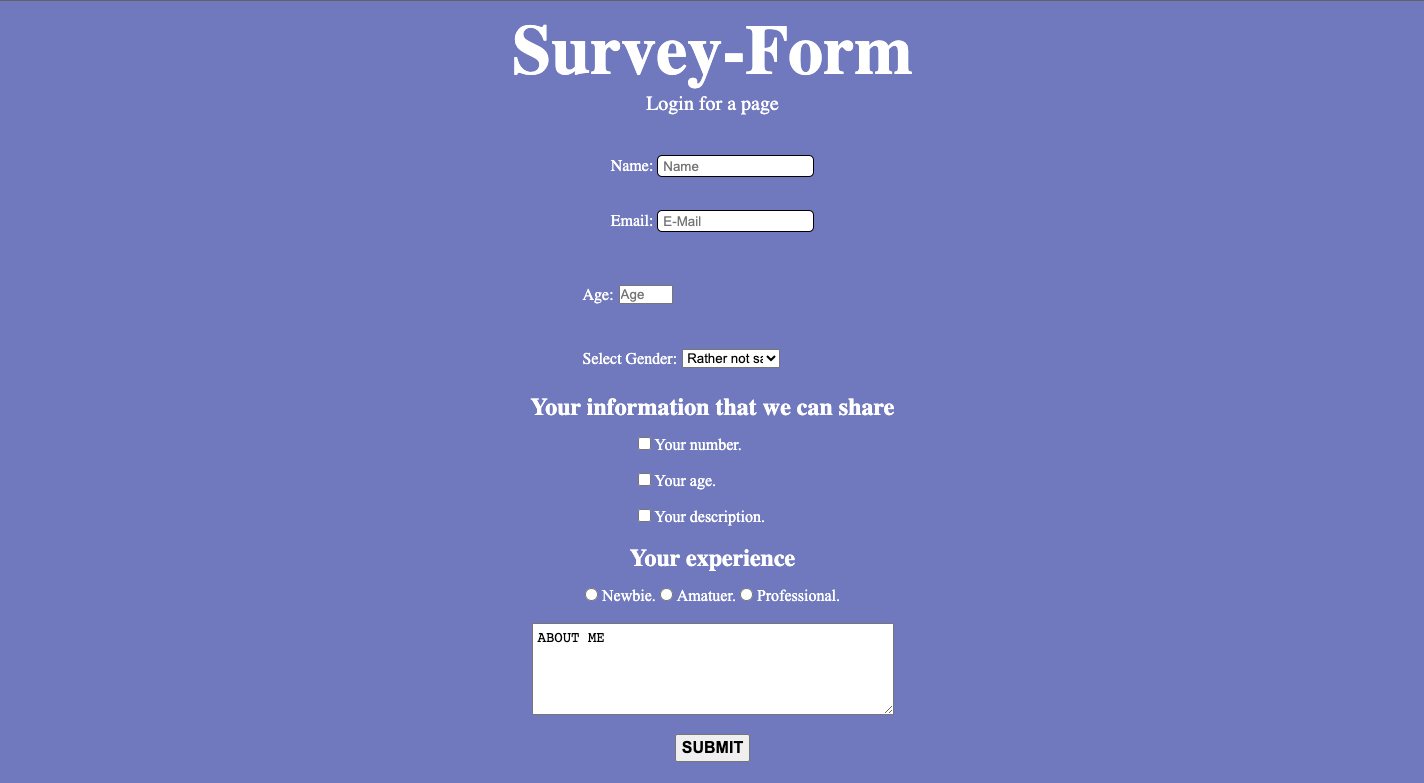 Survey-Form
Login for a page
Name: Name
Email: E-Mail
Age: Age
Select Gender: Rather not sa
Your information that we can share
Your number.
Your age.
Your description.
Your experience
Newbie. Amatuer. Professional.
ABOUT ME
SUBMIT